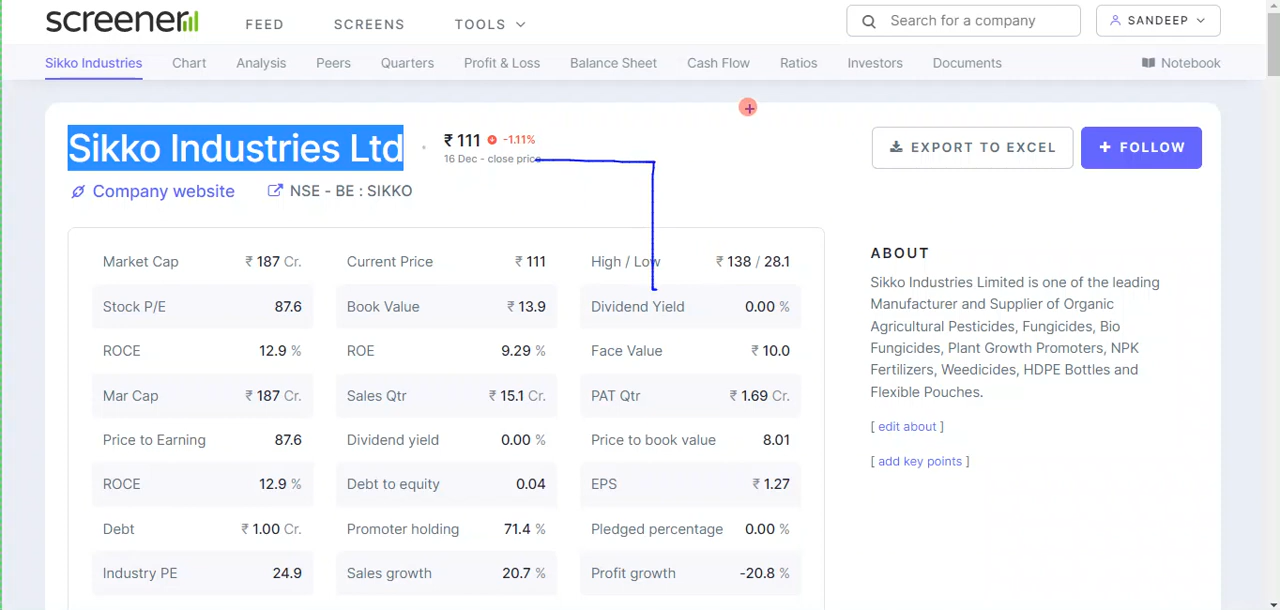 screener
FEED SCREENS TOOLS
Search for a company
SANDEEP
Sikko Industries Chart Analysis Peers Quarters Profit & Loss Balance Sheet Cash Flow Ratios Investors Documents Notebook
Sikko Industries Ltd
₹ 111 -1.11%
16 Dec - close price
EXPORT TO EXCEL
+ FOLLOW
Company website
NSE - BE : SIKKO
Market Cap ₹ 187 Cr.
Current Price ₹ 111
High / Low ₹ 138 / 28.1
Stock P/E 87.6
Book Value ₹ 13.9
Dividend Yield 0.00 %
ROCE 12.9 %
ROE 9.29 %
Face Value ₹ 10.0
Mar Cap ₹ 187 Cr.
Sales Qtr ₹ 15.1 Cr.
PAT Qtr ₹ 1.69 Cr.
Price to Earning 87.6
Dividend yield 0.00 %
Price to book value 8.01
ROCE 12.9 %
Debt to equity 0.04
EPS ₹ 1.27
Debt ₹ 1.00 Cr.
Promoter holding 71.4 %
Pledged percentage 0.00 %
Industry PE 24.9
Sales growth 20.7 %
Profit growth -20.8 %
ABOUT
Sikko Industries Limited is one of the leading
Manufacturer and Supplier of Organic
Agricultural Pesticides, Fungicides, Bio
Fungicides, Plant Growth Promoters, NPK
Fertilizers, Weedicides, HDPE Bottles and
Flexible Pouches.
[ edit about ]
[ add key points ]